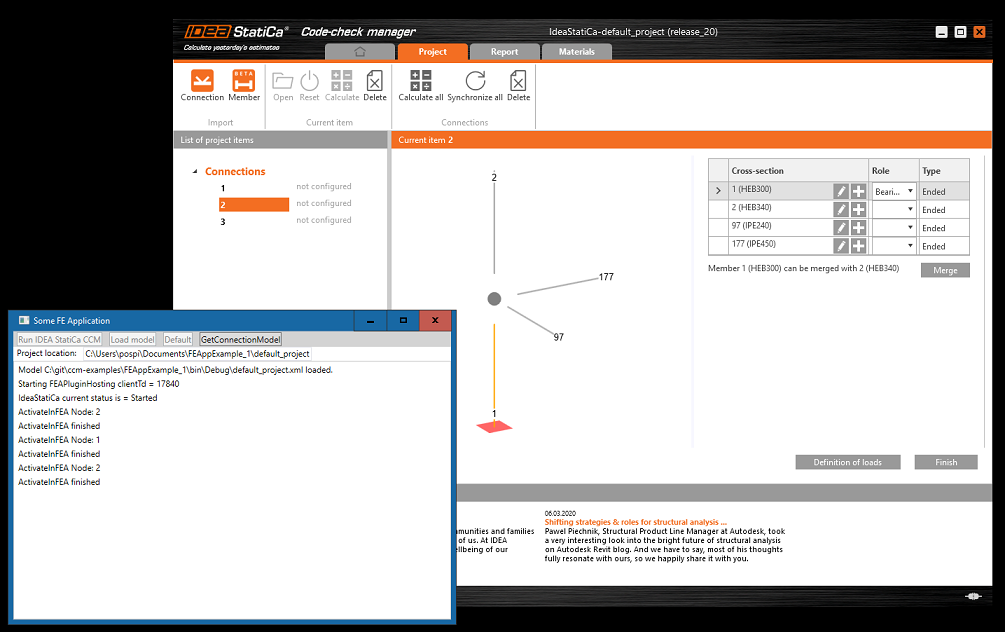 IDEA StatiCa® Code-check manager
Calculate yesterday's estimates
IdeaStatiCa-default_project (release_20)
Project Report Materials
BETA
Connection Member Open Reset Calculate Delete Calculate all Synchronize all Delete
Import Current item Connections
List of project items
Current item 2
Connections
1 not configured
2 not configured
3 not configured
2
177
97
1
Cross-section Role Type
1 (HEB300) Beari... Ended
2 (HEB340) Ended
97 (IPE240) Ended
177 (IPE450) Ended
Member 1 (HEB300) can be merged with 2 (HEB340) Merge
Definition of loads Finish
Some FE Application
Run IDEA StatiCa CCM Load model Default GetConnectionModel
Project location: C:\Users\pospi\Documents\FEAppExample_1\default_project
Model C:\git\ccm-examples\FEAppExample_1\bin\Debug\default_project.xml loaded.
Starting FEAPluginHosting clientTd = 17840
IdeaStatiCa current status is = Started
ActivateInFEA Node: 2
ActivateInFEA finished
ActivateInFEA Node: 1
ActivateInFEA finished
ActivateInFEA Node: 2
ActivateInFEA finished
munities and families
of us. At IDEA
ellbeing of our
06.03.2020
Shifting strategies & roles for structural analysis ...
Pawel Piechnik, Structural Product Line Manager at Autodesk, took
a very interesting look into the bright future of structural analysis
on Autodesk Revit blog. And we have to say, most of his thoughts
fully resonate with ours, so we happily share it with you.